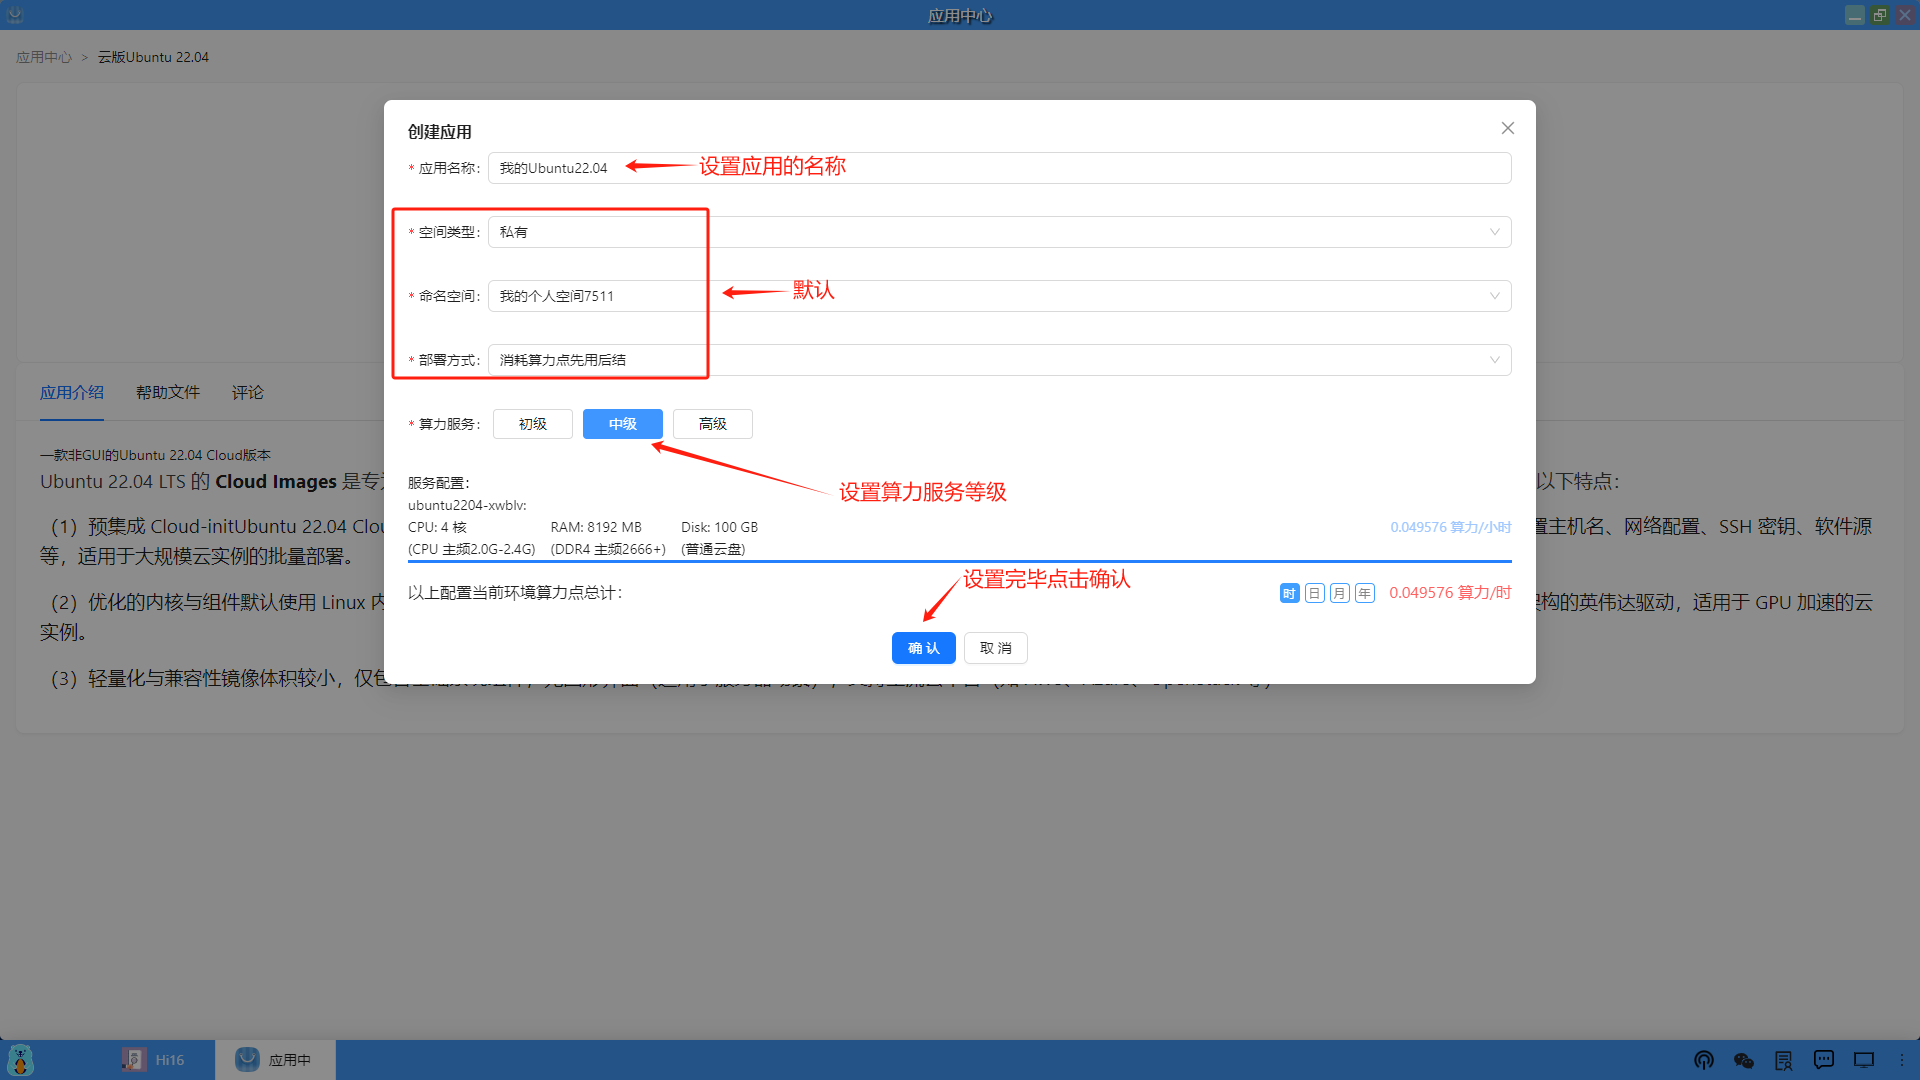 应用中心
应用中心 > 云版Ubuntu 22.04
创建应用
* 应用名称: 我的Ubuntu22.04 设置应用的名称
* 空间类型: 私有
* 命名空间: 我的个人空间7511 默认
* 部署方式: 消耗算力点先用后结
* 算力服务: 初级 中级 高级
设置算力服务等级
服务配置:
ubuntu2204-xwblv:
CPU: 4 核 RAM: 8192 MB Disk: 100 GB 0.049576 算力/小时
(CPU 主频2.0G-2.4G) (DDR4 主频2666+) (普通云盘)
设置完毕点击确认
以上配置当前环境算力点总计: 时 日 月 年 0.049576 算力/时
确 认 取 消
应用介绍 帮助文件 评论
一款非GUI的Ubuntu 22.04 Cloud版本
Ubuntu 22.04 LTS 的 Cloud Images 是专 以下特点:
（1）预集成 Cloud-initUbuntu 22.04 Clou 置主机名、网络配置、SSH 密钥、软件源
等，适用于大规模云实例的批量部署。
（2）优化的内核与组件默认使用 Linux 内 架构的英伟达驱动，适用于 GPU 加速的云
实例。
（3）轻量化与兼容性镜像体积较小，仅
Hi16 应用中